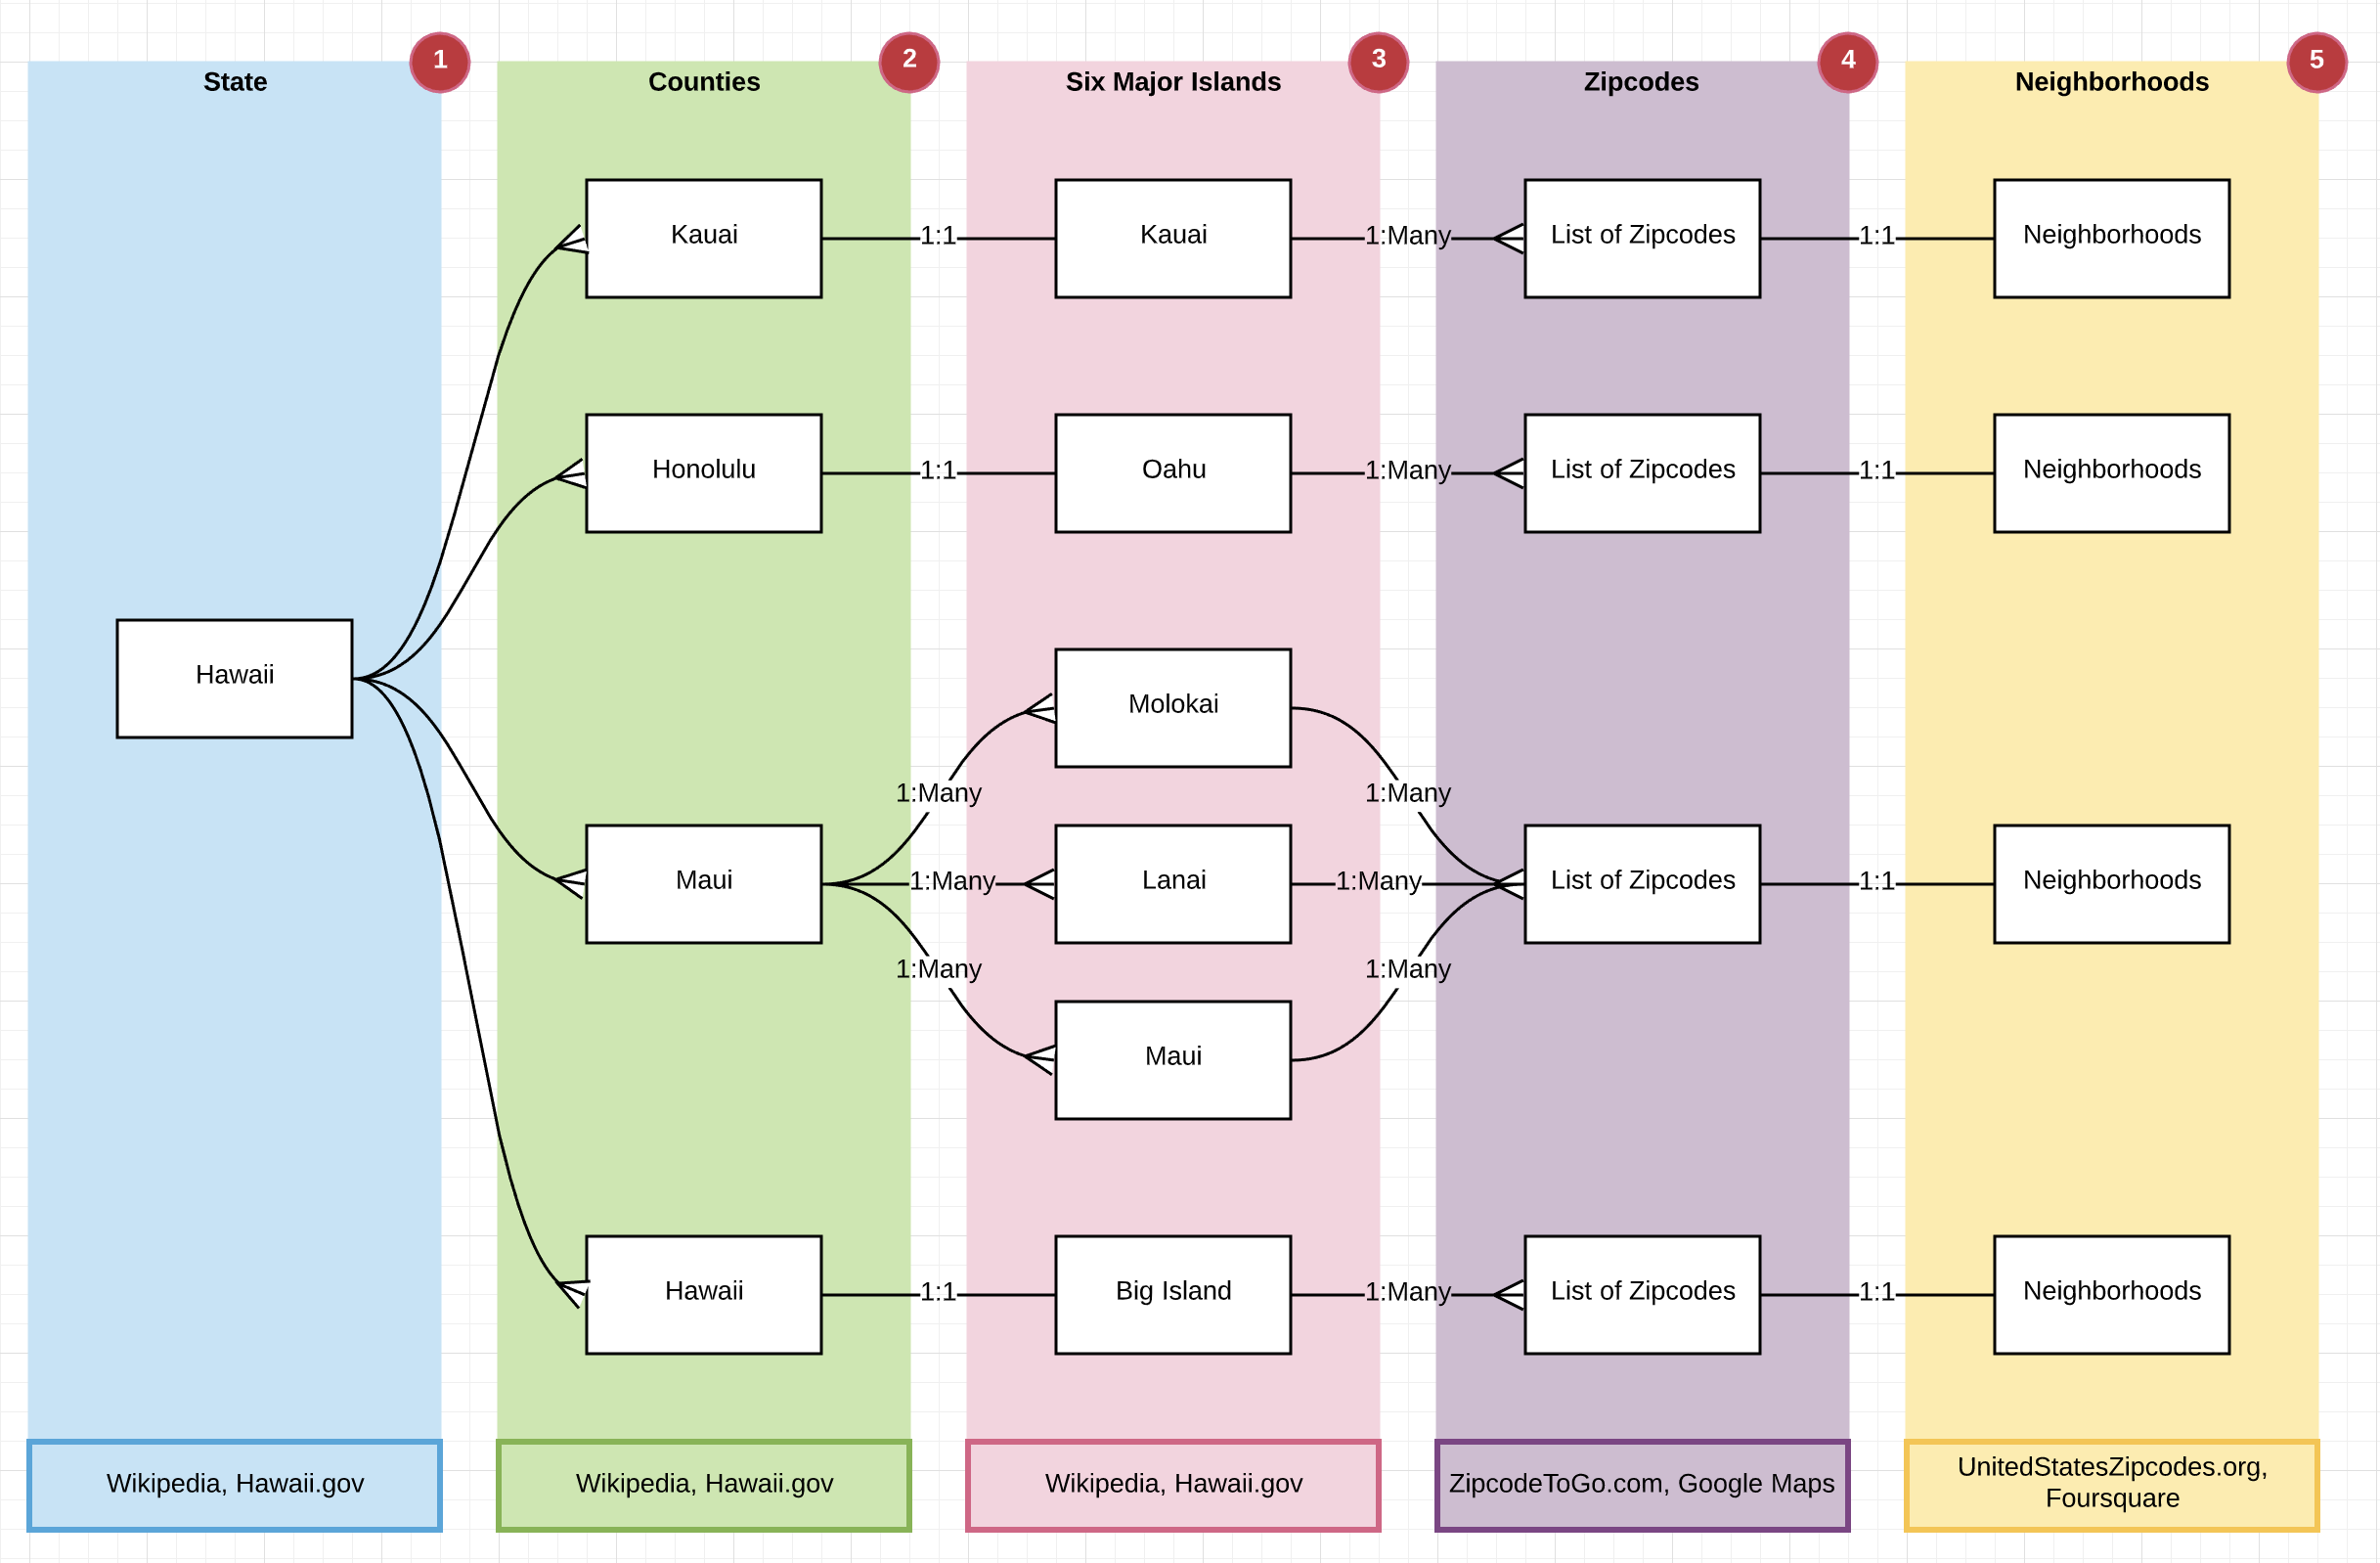 1
2
3
4
5
State
Counties
Six Major Islands
Zipcodes
Neighborhoods
Kauai
1:1
Kauai
1:Many
List of Zipcodes
1:1
Neighborhoods
Honolulu
1:1
Oahu
1:Many
List of Zipcodes
1:1
Neighborhoods
Hawaii
Molokai
1:Many
1:Many
Maui
1:Many
Lanai
1:Many
List of Zipcodes
1:1
Neighborhoods
1:Many
1:Many
Maui
Hawaii
1:1
Big Island
1:Many
List of Zipcodes
1:1
Neighborhoods
Wikipedia, Hawaii.gov
Wikipedia, Hawaii.gov
Wikipedia, Hawaii.gov
ZipcodeToGo.com, Google Maps
UnitedStatesZipcodes.org,
Foursquare